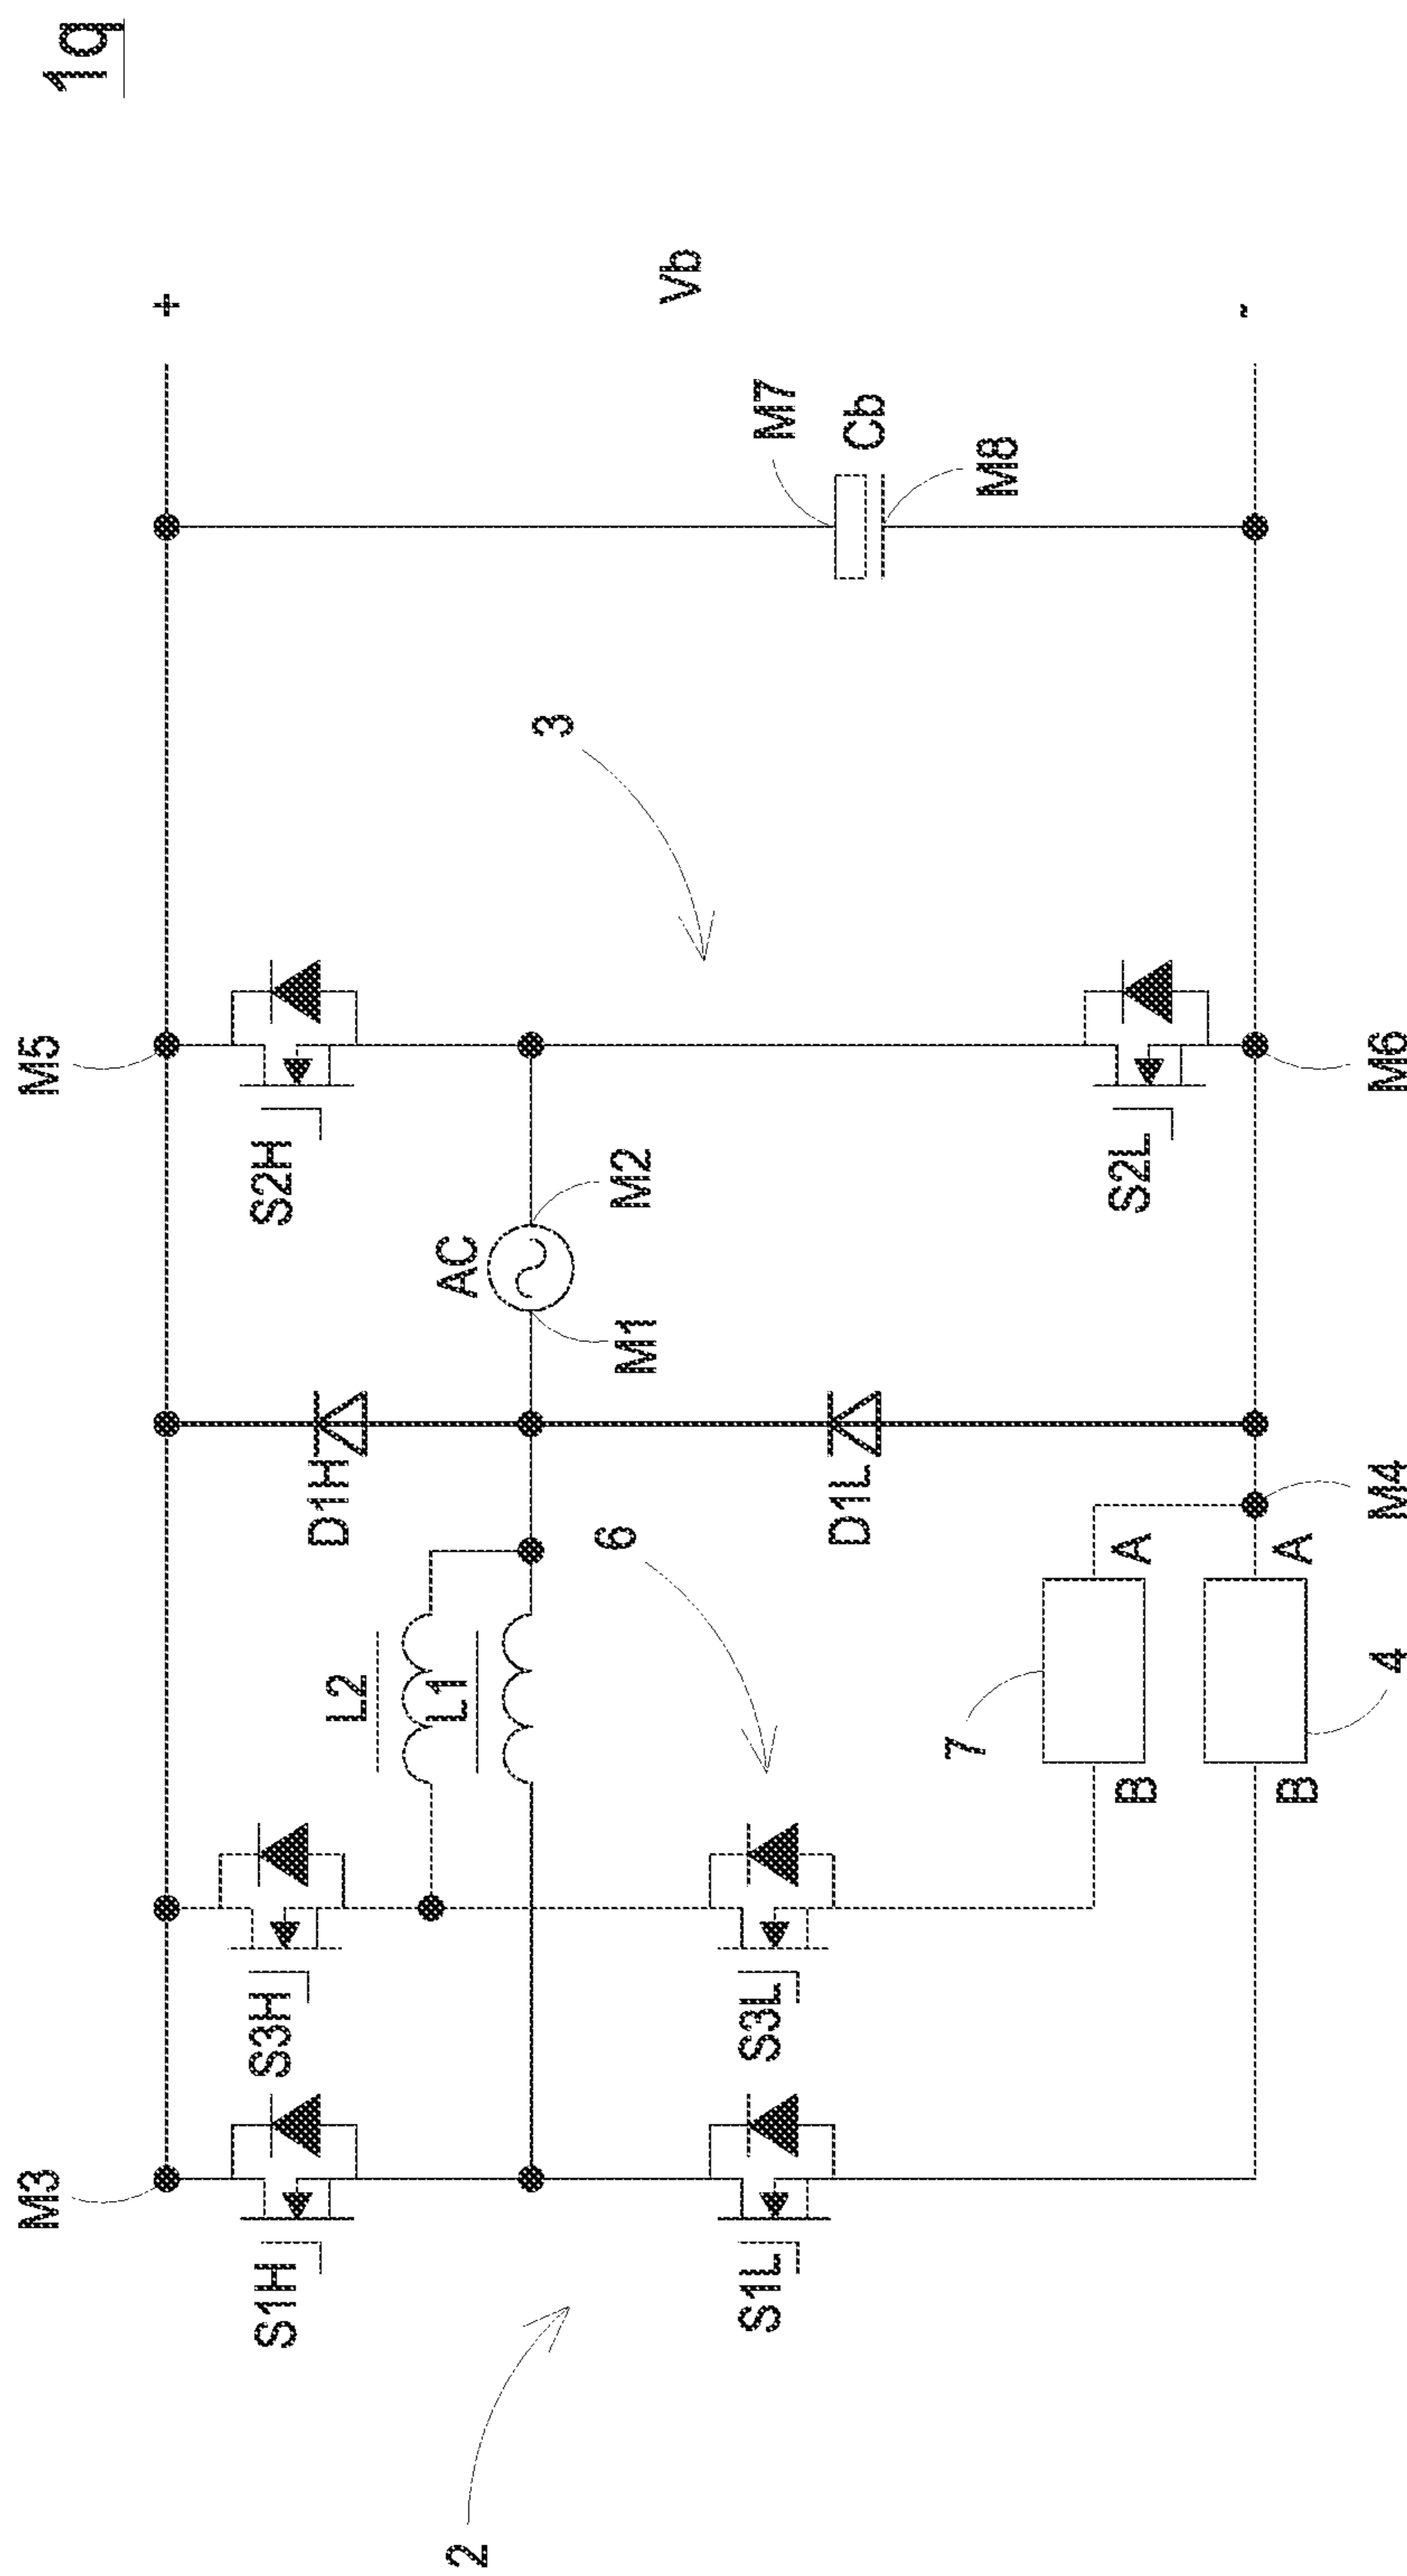 1q
M3
M5
+
S1H
S3H
L2
L1
D1H
AC
S2H
M1
M2
3
Vb
M7
Cb
M8
2
S1L
S3L
6
D1L
7
B
A
B
A
4
M4
S2L
M6
-